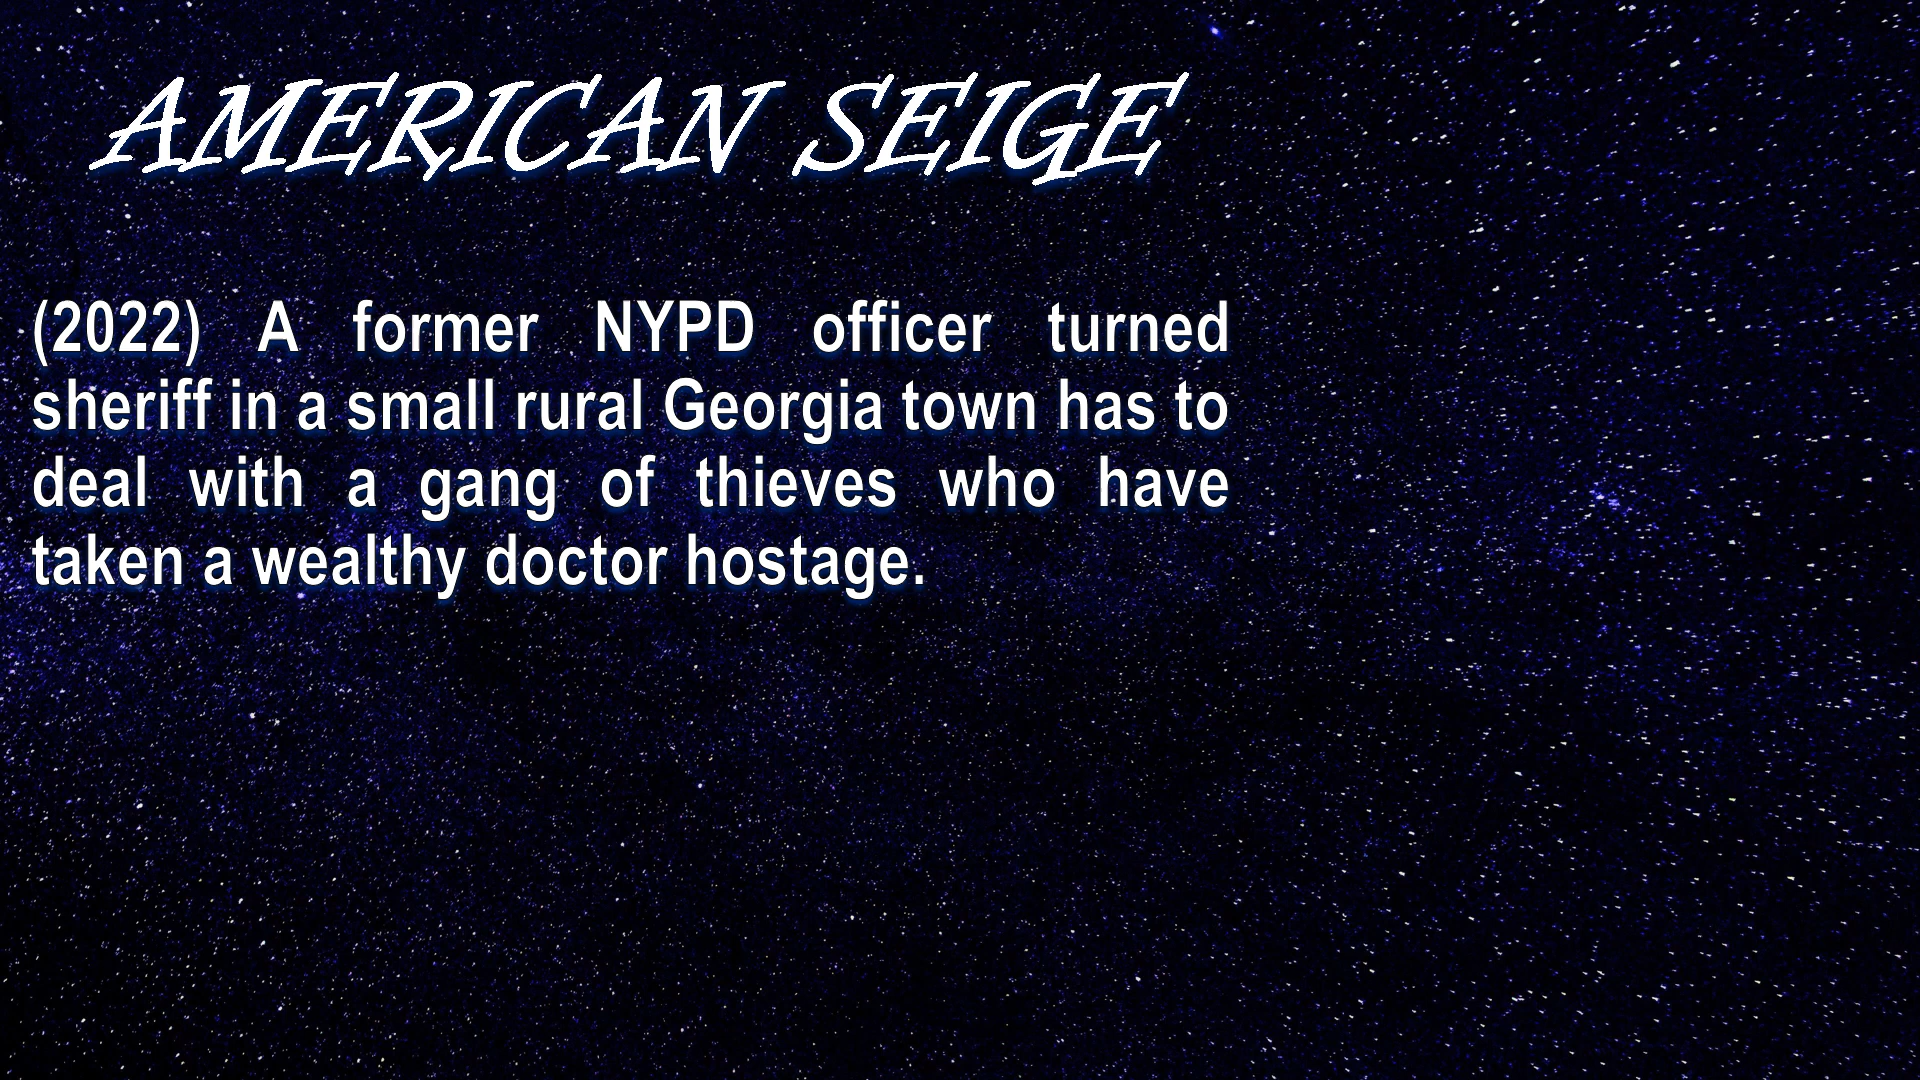 AMERICAN SEIGE
(2022) A former NYPD officer turned
sheriff in a small rural Georgia town has to
deal with a gang of thieves who have
taken a wealthy doctor hostage.